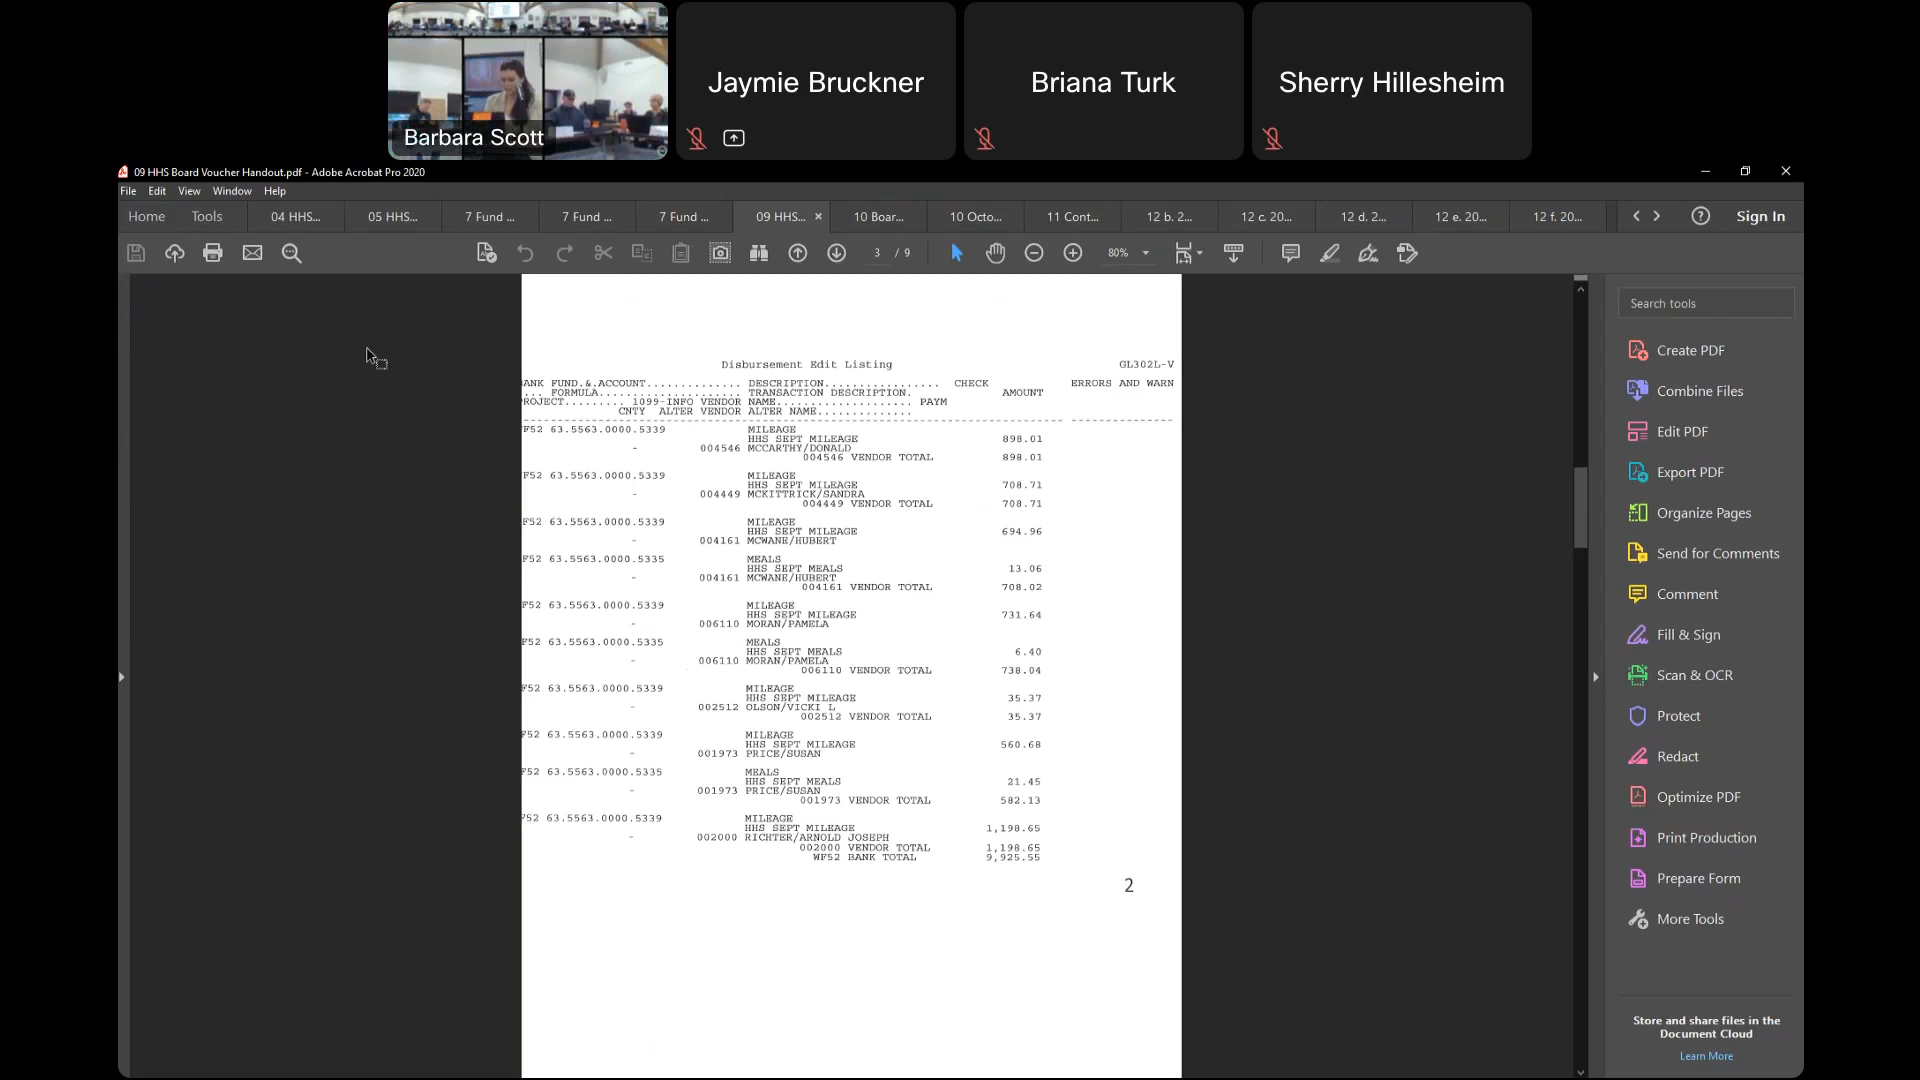 Barbara Scott
Jaymie Bruckner
Briana Turk
Sherry Hillesheim
09 HHS Board Voucher Handout.pdf - Adobe Acrobat Pro 2020
File Edit View Window Help
Home Tools 04 HHS... 05 HHS... 7 Fund ... 7 Fund ... 7 Fund ... 09 HHS... × 10 Boar... 10 Octo... 11 Cont... 12 b. 2... 12 c. 20... 12 d. 2... 12 e. 20... 12 f. 20... Sign In
3 / 9 80%
Disbursement Edit Listing GL302L-V
ANK FUND.&.ACCOUNT.............. DESCRIPTION................. CHECK ERRORS AND WARN
... FORMULA.................... TRANSACTION DESCRIPTION. AMOUNT
PROJECT......... 1099-INFO VENDOR NAME.................... PAYM
CNTY ALTER VENDOR ALTER NAME..............
F52 63.5563.0000.5339 MILEAGE
HHS SEPT MILEAGE 898.01
- 004546 MCCARTHY/DONALD
004546 VENDOR TOTAL 898.01
F52 63.5563.0000.5339 MILEAGE
HHS SEPT MILEAGE 708.71
- 004449 MCKITTRICK/SANDRA
004449 VENDOR TOTAL 708.71
F52 63.5563.0000.5339 MILEAGE
HHS SEPT MILEAGE 694.96
- 004161 MCWANE/HUBERT
F52 63.5563.0000.5335 MEALS
HHS SEPT MEALS 13.06
- 004161 MCWANE/HUBERT
004161 VENDOR TOTAL 708.02
F52 63.5563.0000.5339 MILEAGE
HHS SEPT MILEAGE 731.64
- 006110 MORAN/PAMELA
F52 63.5563.0000.5335 MEALS
HHS SEPT MEALS 6.40
- 006110 MORAN/PAMELA
006110 VENDOR TOTAL 738.04
F52 63.5563.0000.5339 MILEAGE
HHS SEPT MILEAGE 35.37
- 002512 OLSON/VICKI L
002512 VENDOR TOTAL 35.37
F52 63.5563.0000.5339 MILEAGE
HHS SEPT MILEAGE 560.68
- 001973 PRICE/SUSAN
F52 63.5563.0000.5335 MEALS
HHS SEPT MEALS 21.45
- 001973 PRICE/SUSAN
001973 VENDOR TOTAL 582.13
F52 63.5563.0000.5339 MILEAGE
HHS SEPT MILEAGE 1,198.65
- 002000 RICHTER/ARNOLD JOSEPH
002000 VENDOR TOTAL 1,198.65
WF52 BANK TOTAL 9,925.55
2
Search tools
Create PDF
Combine Files
Edit PDF
Export PDF
Organize Pages
Send for Comments
Comment
Fill & Sign
Scan & OCR
Protect
Redact
Optimize PDF
Print Production
Prepare Form
More Tools
Store and share files in the
Document Cloud
Learn More